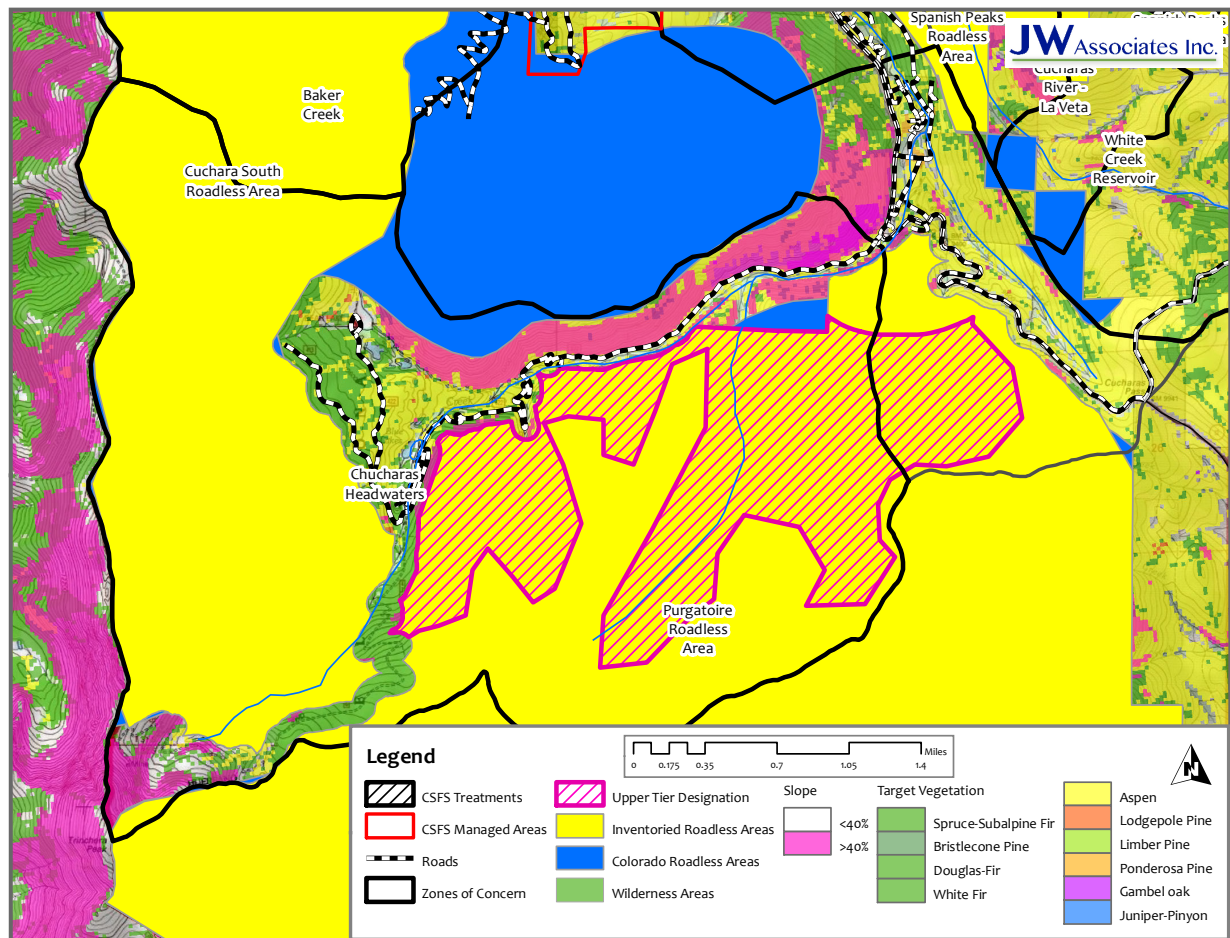 Spanish Peaks
Roadless
Area
JW Associates Inc.
Cucharas
River -
La Veta
White
Creek
Reservoir
Baker
Creek
Cuchara South
Roadless Area
Cucharas
Pass
Chucharas
Headwaters
Purgatoire
Roadless
Area
Trinchera
Peak
Legend
CSFS Treatments
CSFS Managed Areas
Roads
Zones of Concern
Upper Tier Designation
Inventoried Roadless Areas
Colorado Roadless Areas
Wilderness Areas
0 0.175 0.35 0.7 1.05 1.4
Miles
Slope
<40%
>40%
Target Vegetation
Spruce-Subalpine Fir
Bristlecone Pine
Douglas-Fir
White Fir
Aspen
Lodgepole Pine
Limber Pine
Ponderosa Pine
Gambel oak
Juniper-Pinyon
N